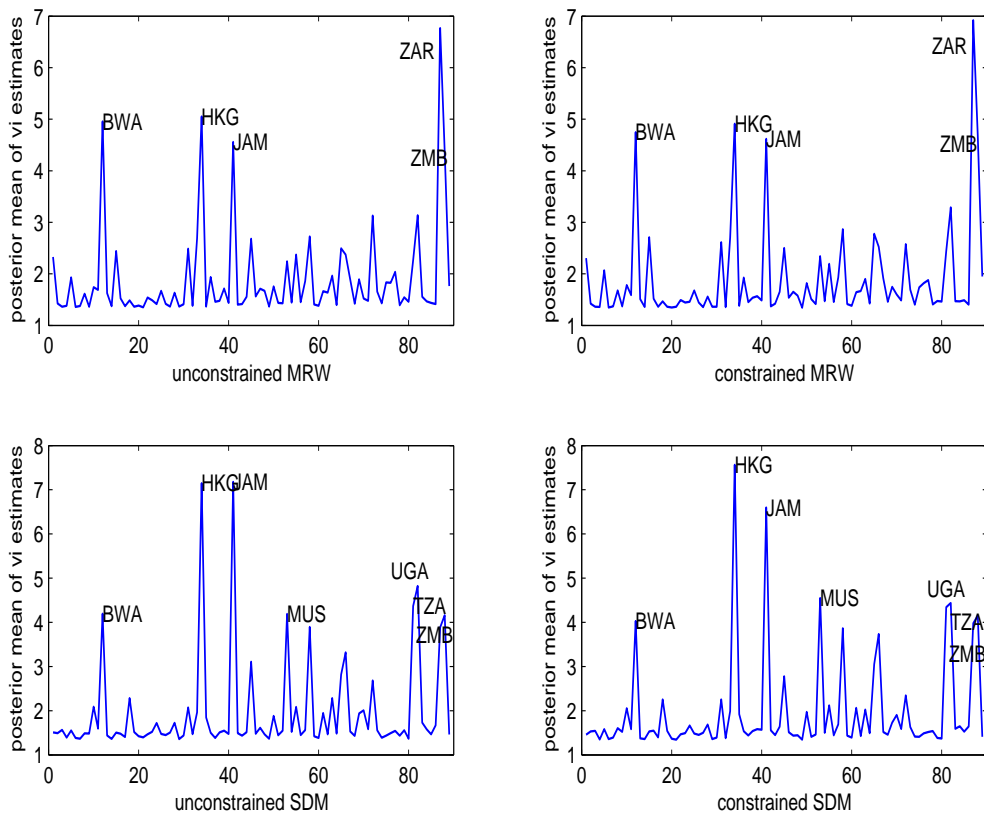 7
6
5
4
3
2
1
posterior mean of vi estimates
BWA
HKG
JAM
ZAR
ZMB
0 20 40 60 80
unconstrained MRW
7
6
5
4
3
2
1
posterior mean of vi estimates
BWA
HKG
JAM
ZAR
ZMB
0 20 40 60 80
constrained MRW
8
7
6
5
4
3
2
1
posterior mean of vi estimates
BWA
HKG
JAM
MUS
UGA
TZA
ZMB
0 20 40 60 80
unconstrained SDM
8
7
6
5
4
3
2
1
posterior mean of vi estimates
BWA
HKG
JAM
MUS
UGA
TZA
ZMB
0 20 40 60 80
constrained SDM